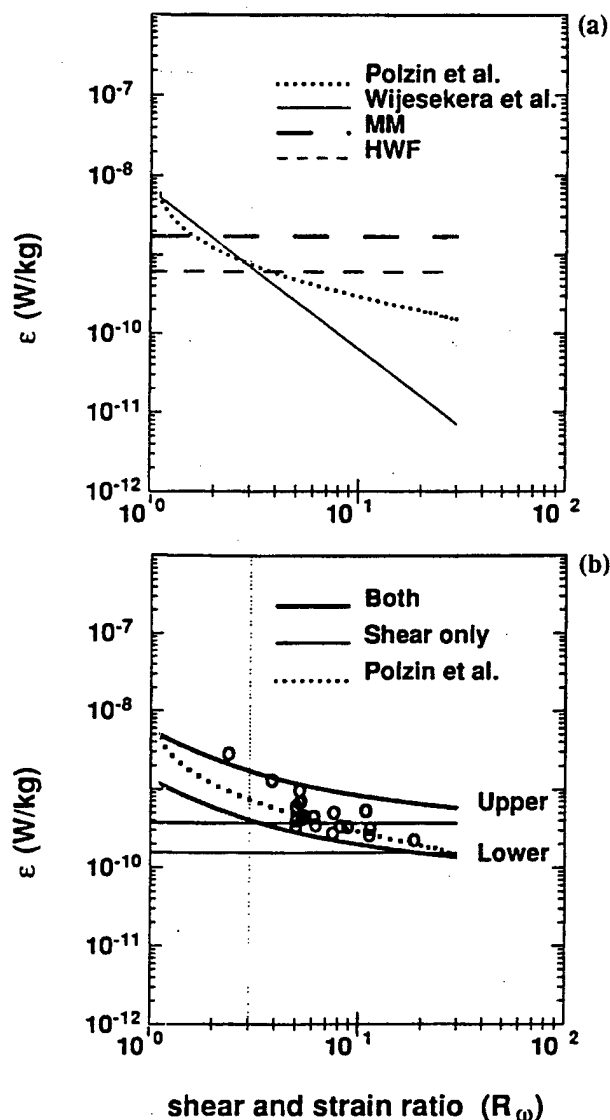 (a)
10^-7
10^-8
10^-10
10^-11
10^-12
ε (W/kg)
Polzin et al.
Wijesekera et al.
MM
HWF
10^0
10^1
10^2
(b)
10^-7
10^-8
10^-10
10^-11
10^-12
ε (W/kg)
Both
Shear only
Polzin et al.
Upper
Lower
10^0
10^1
10^2
shear and strain ratio (R_ω)